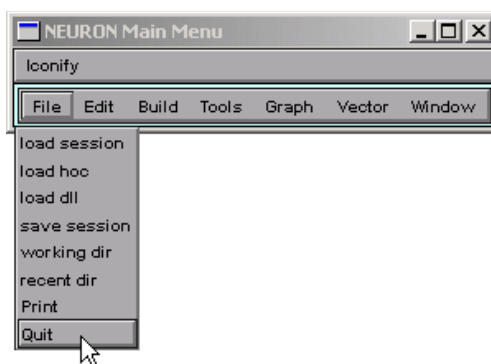 NEURON Main Menu
Iconify
File Edit Build Tools Graph Vector Window
load session
load hoc
load dll
save session
working dir
recent dir
Print
Quit